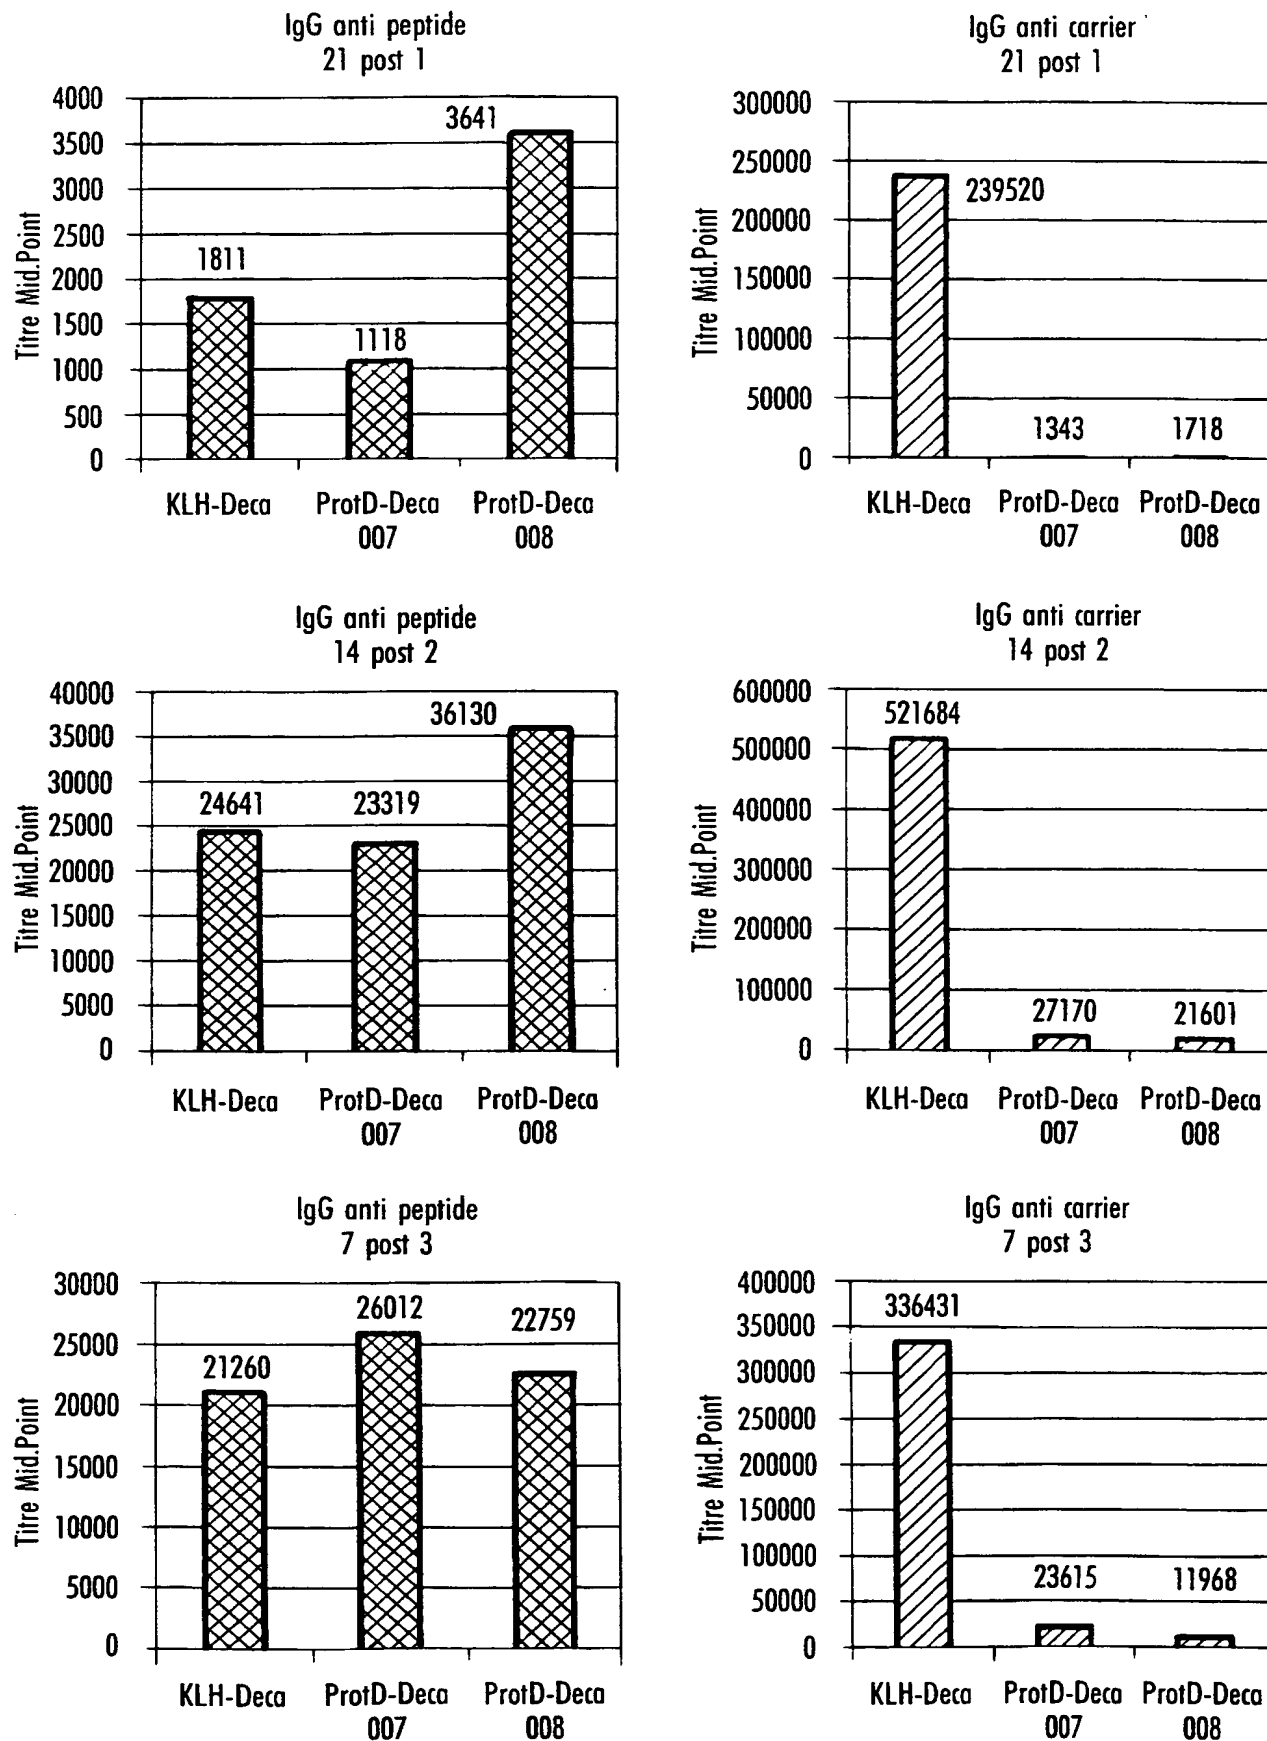 IgG anti peptide
21 post 1
4000
3500
3000
2500
2000
1500
1000
500
0
Titre Mid.Point
1811
1118
3641
KLH-Deca
ProtD-Deca
007
ProtD-Deca
008
IgG anti carrier
21 post 1
300000
250000
200000
150000
100000
50000
0
Titre Mid.Point
239520
1343
1718
KLH-Deca
ProtD-Deca
007
ProtD-Deca
008
IgG anti peptide
14 post 2
40000
35000
30000
25000
20000
15000
10000
5000
0
Titre Mid.Point
24641
23319
36130
KLH-Deca
ProtD-Deca
007
ProtD-Deca
008
IgG anti carrier
14 post 2
600000
500000
400000
300000
200000
100000
0
Titre Mid.Point
521684
27170
21601
KLH-Deca
ProtD-Deca
007
ProtD-Deca
008
IgG anti peptide
7 post 3
30000
25000
20000
15000
10000
5000
0
Titre Mid.Point
21260
26012
22759
KLH-Deca
ProtD-Deca
007
ProtD-Deca
008
IgG anti carrier
7 post 3
400000
350000
300000
250000
200000
150000
100000
50000
0
Titre Mid.Point
336431
23615
11968
KLH-Deca
ProtD-Deca
007
ProtD-Deca
008